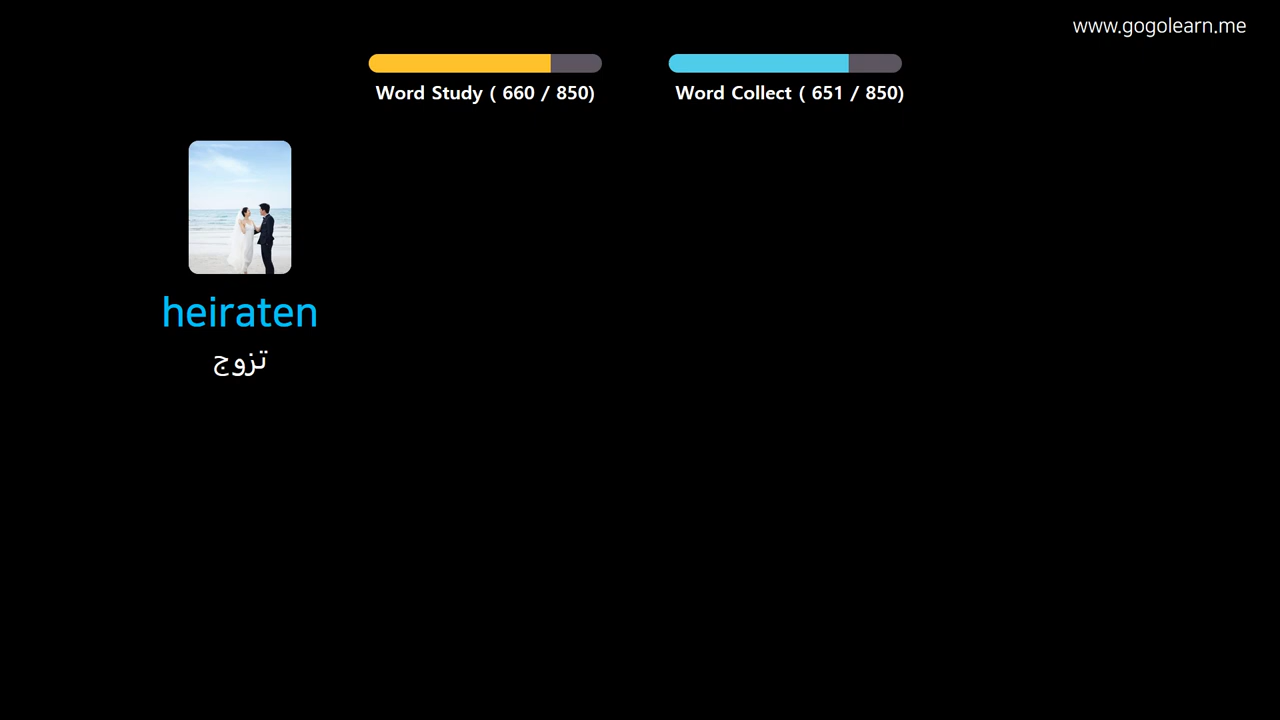 www.gogolearn.me
Word Study ( 660 / 850)
Word Collect ( 651 / 850)
heiraten
تزوج